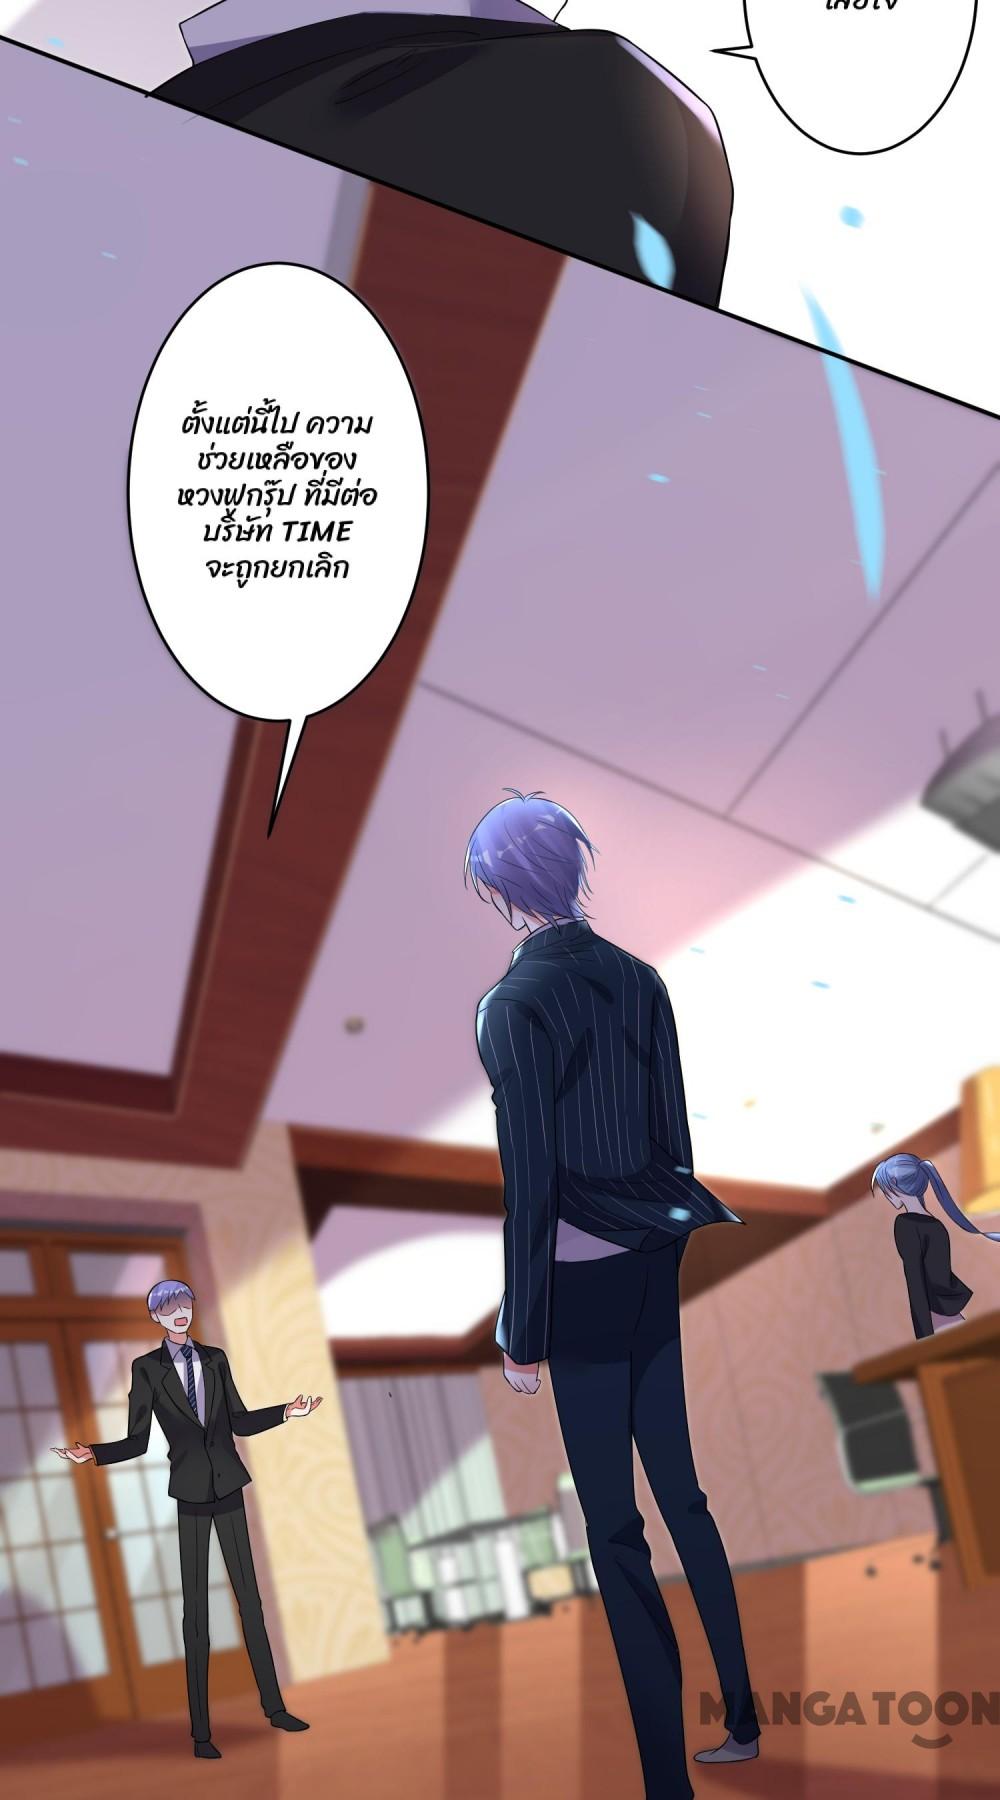 ตั้งแต่นี้ไป ความ
ช่วยเหลือของ
หวงฟูกรุ๊ป ที่มีต่อ
บริษัท TIME
จะถูกยกเลิก
MANGATOON